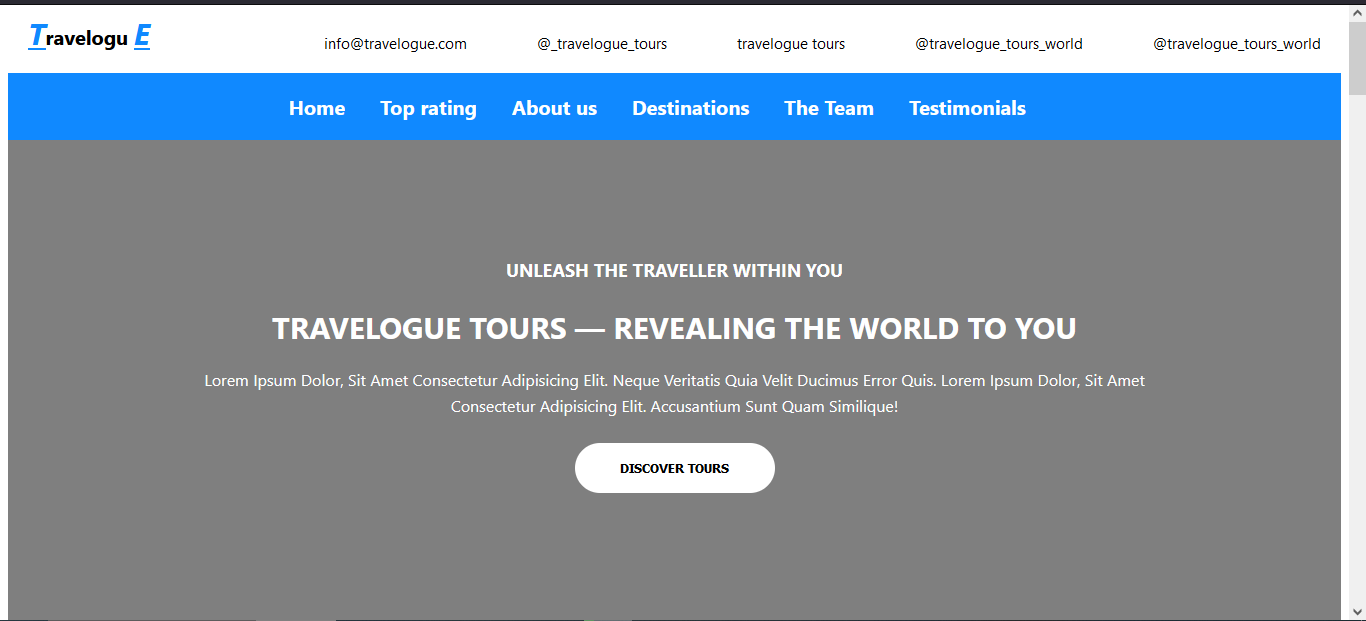 Travelogu E
info@travelogue.com @_travelogue_tours travelogue tours @travelogue_tours_world @travelogue_tours_world
Home Top rating About us Destinations The Team Testimonials
UNLEASH THE TRAVELLER WITHIN YOU
TRAVELOGUE TOURS — REVEALING THE WORLD TO YOU
Lorem Ipsum Dolor, Sit Amet Consectetur Adipisicing Elit. Neque Veritatis Quia Velit Ducimus Error Quis. Lorem Ipsum Dolor, Sit Amet
Consectetur Adipisicing Elit. Accusantium Sunt Quam Similique!
DISCOVER TOURS